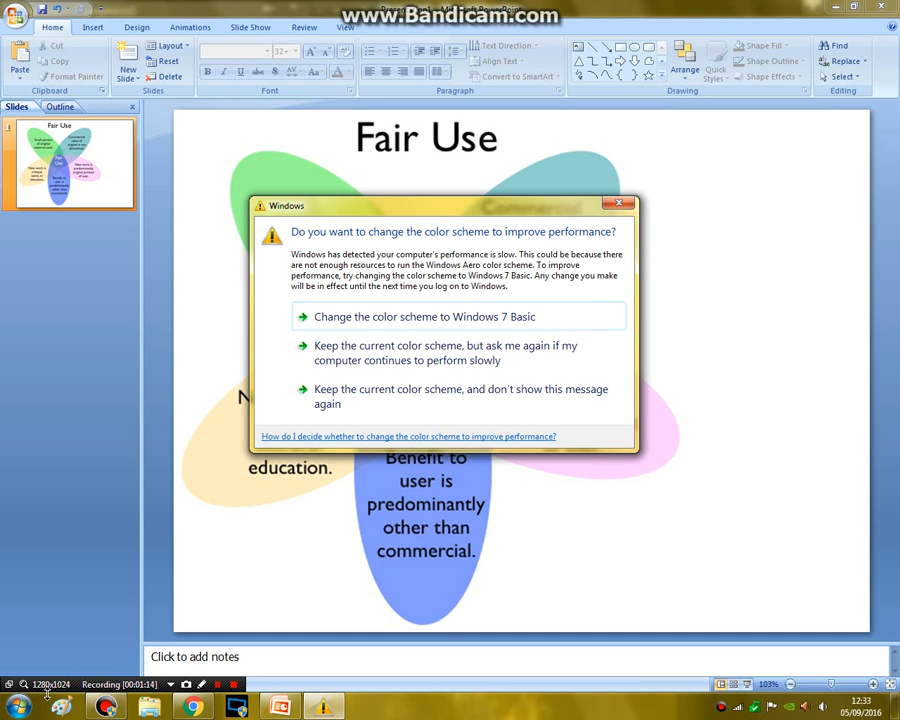 www.Bandicam.com
Home Insert Design Animations Slide Show Review
Cut
Copy
Format Painter
Paste
Clipboard
New
Slide
Layout
Reset
Delete
Slides
32
Font
Text Direction
Align Text
Convert to SmartArt
Paragraph
Arrange
Quick
Styles
Shape Fill
Shape Outline
Shape Effects
Drawing
Find
Replace
Select
Editing
Slides Outline
1
Fair Use
Fair Use
Windows
Do you want to change the color scheme to improve performance?
Windows has detected your computer's performance is slow. This could be because there
are not enough resources to run the Windows Aero color scheme. To improve
performance, try changing the color scheme to Windows 7 Basic. Any change you make
will be in effect until the next time you log on to Windows.
Change the color scheme to Windows 7 Basic
Keep the current color scheme, but ask me again if my
computer continues to perform slowly
Keep the current color scheme, and don't show this message
again
How do I decide whether to change the color scheme to improve performance?
education.
Benefit to
user is
predominantly
other than
commercial.
Click to add notes
1280x1024 Recording [00:01:14]
103%
12:33
05/09/2016